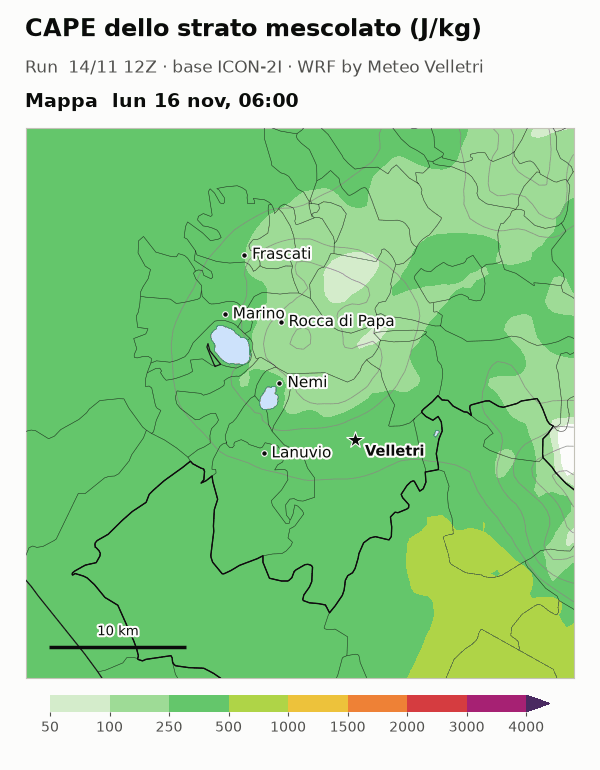 CAPE dello strato mescolato (J/kg)
Run  14/11 12Z · base ICON-2I · WRF by Meteo Velletri
Mappa  lun 16 nov, 06:00
Frascati
Marino
Rocca di Papa
Nemi
Lanuvio
Velletri
10 km
50 100 250 500 1000 1500 2000 3000 4000